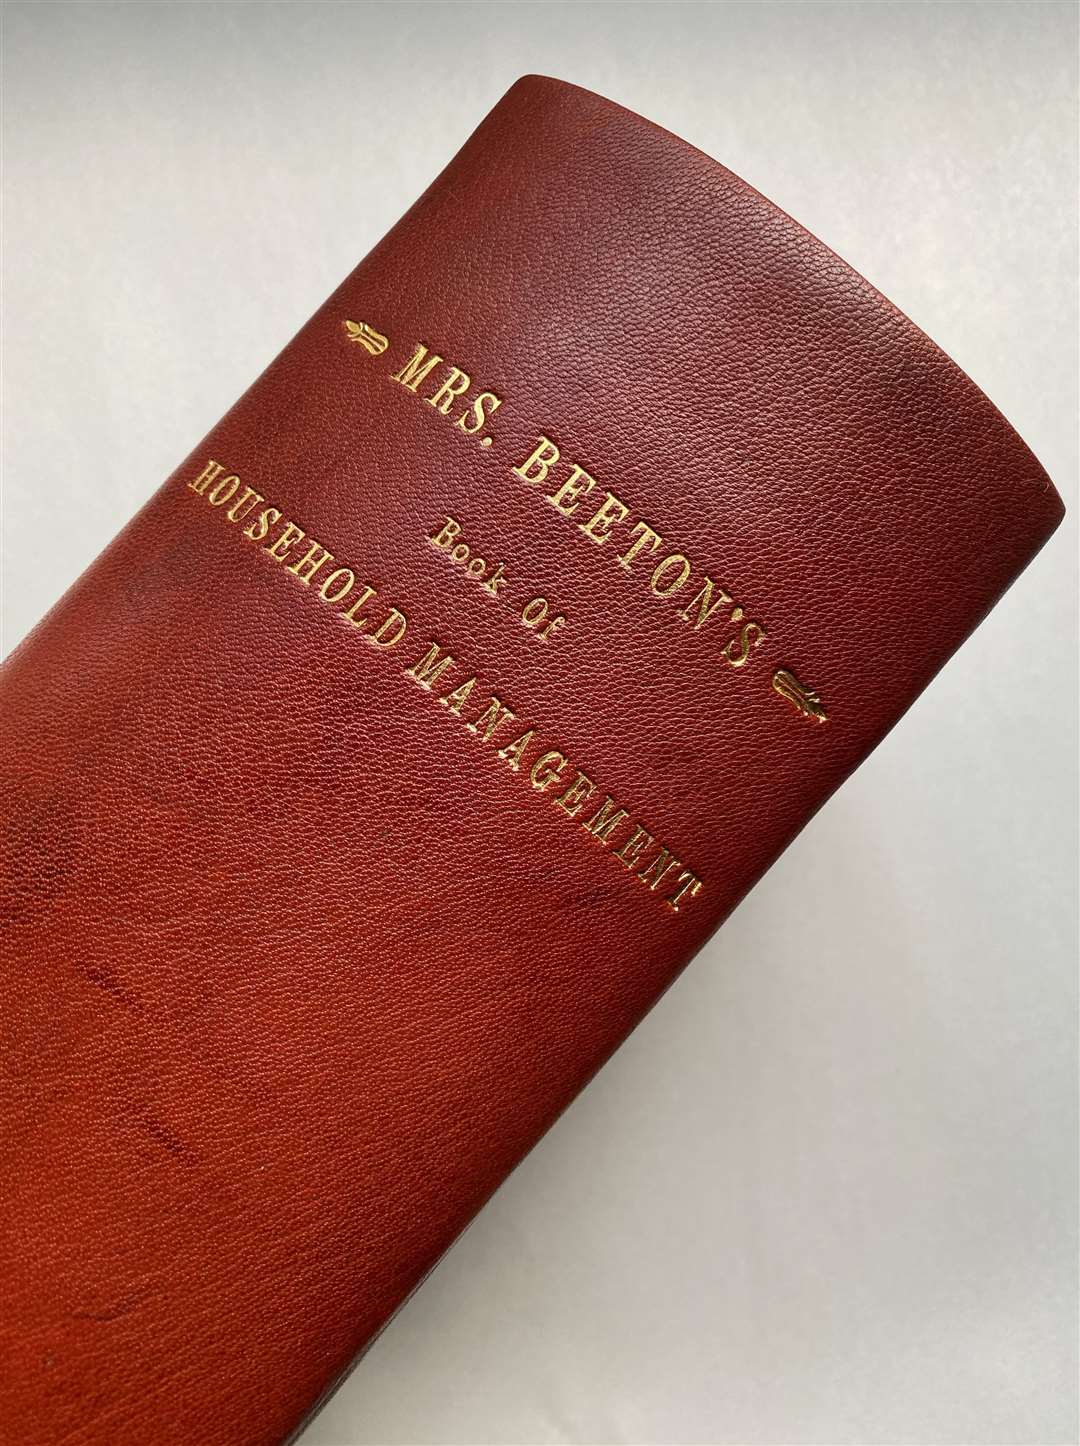 MRS. BEETON'S
Book Of
HOUSEHOLD MANAGEMENT